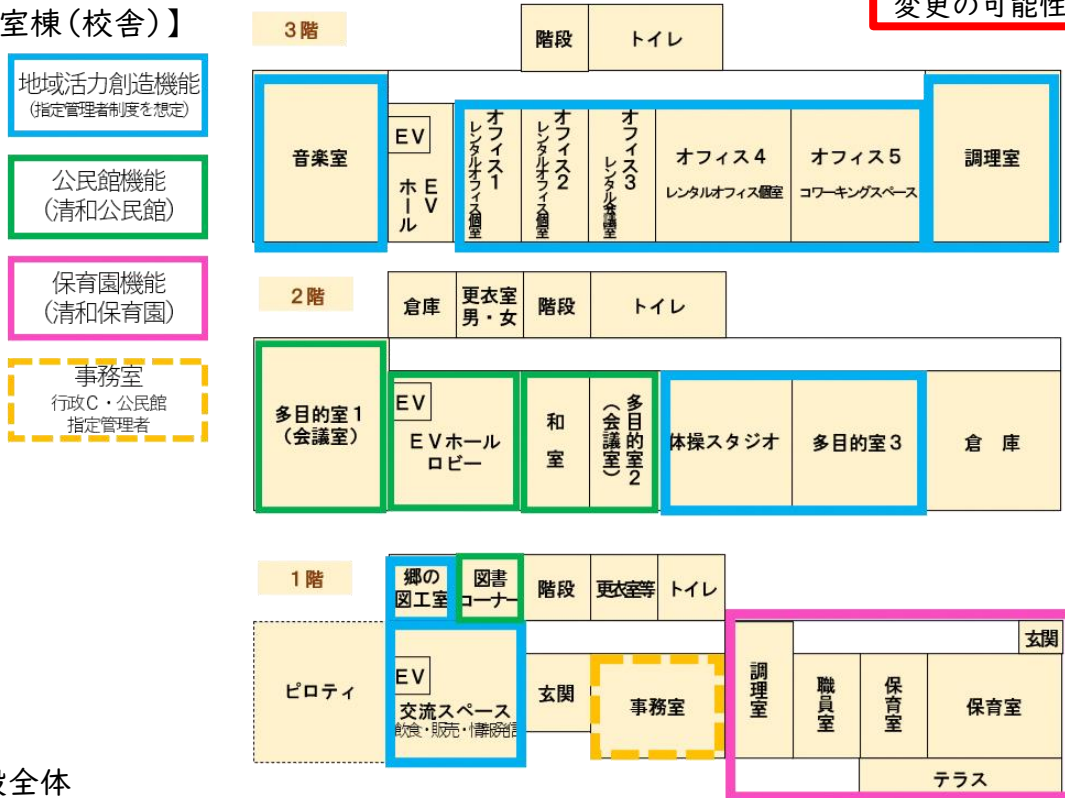 室棟(校舎)】
変更の可能性
地域活力創造機能
(指定管理者制度を想定)
公民館機能
(清和公民館)
保育園機能
(清和保育園)
事務室
行政C・公民館
指定管理者
3階
階段
トイレ
音楽室
EV
EVホール
オフィス1
レンタルオフィス個室
オフィス2
レンタルオフィス個室
オフィス3
レンタル会議室
オフィス4
レンタルオフィス個室
オフィス5
コワーキングスペース
調理室
2階
倉庫
更衣室
男・女
階段
トイレ
多目的室1
(会議室)
EV
EVホール
ロビー
和室
多目的室2
(会議室)
体操スタジオ
多目的室3
倉 庫
1階
郷の
図工室
図書
コーナー
階段
更衣室等
トイレ
ピロティ
EV
交流スペース
飲食・販売・情報発信
玄関
事務室
調理室
職員室
保育室
保育室
玄関
テラス
設全体